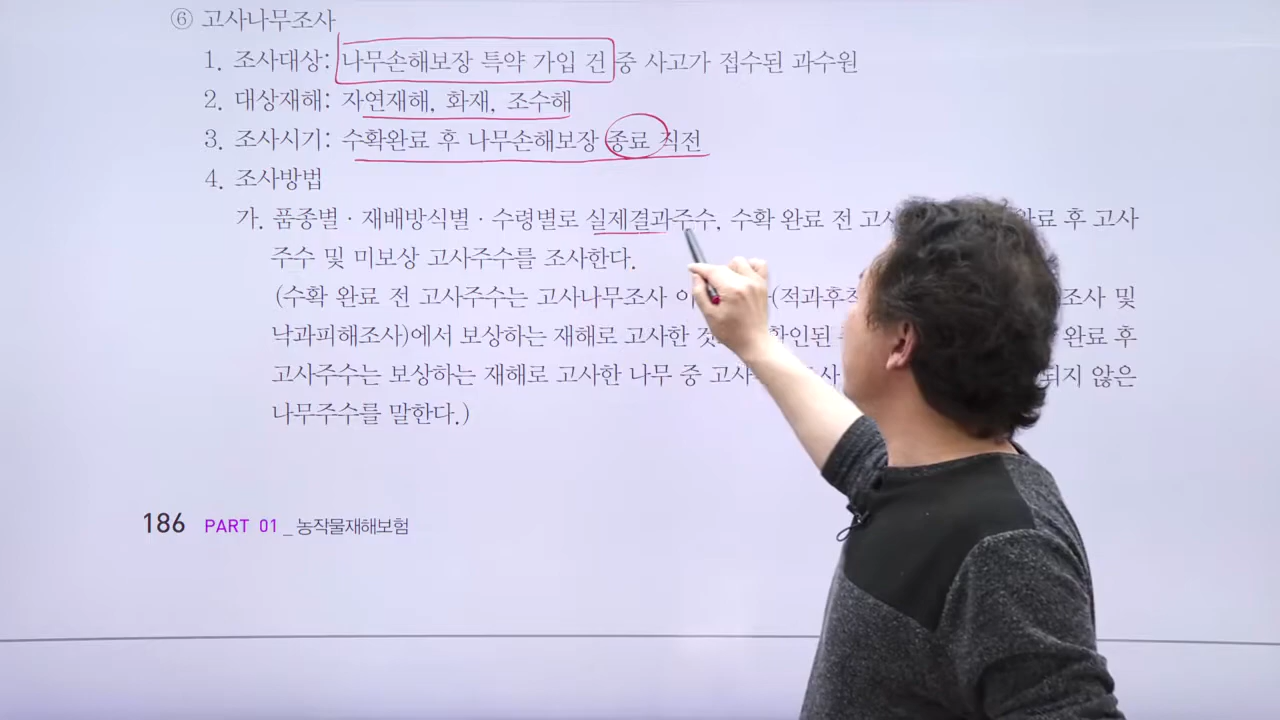 ⑥ 고사나무조사
1. 조사대상: 나무손해보장 특약 가입 건 중 사고가 접수된 과수원
2. 대상재해: 자연재해, 화재, 조수해
3. 조사시기: 수확완료 후 나무손해보장 종료 직전
4. 조사방법
가. 품종별 · 재배방식별 · 수령별로 실제결과주수, 수확 완료 전 고사 완료 후 고사
주수 및 미보상 고사주수를 조사한다.
(수확 완료 전 고사주수는 고사나무조사 조사 및
낙과피해조사)에서 보상하는 재해로 고사한 확인된 완료 후
고사주수는 보상하는 재해로 고사한 나무 중 조사 되지 않은
나무주수를 말한다.)
186 PART 01 _ 농작물재해보험